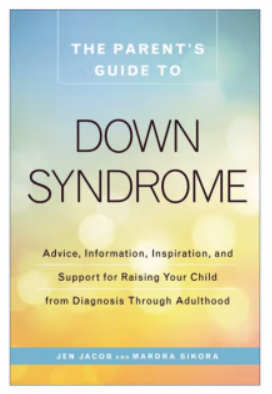 THE PARENT'S
GUIDE TO
DOWN
SYNDROME
Advice, Information, Inspiration, and
Support for Raising Your Child
from Diagnosis Through Adulthood
JEN JACOB AND MARDRA SIKORA